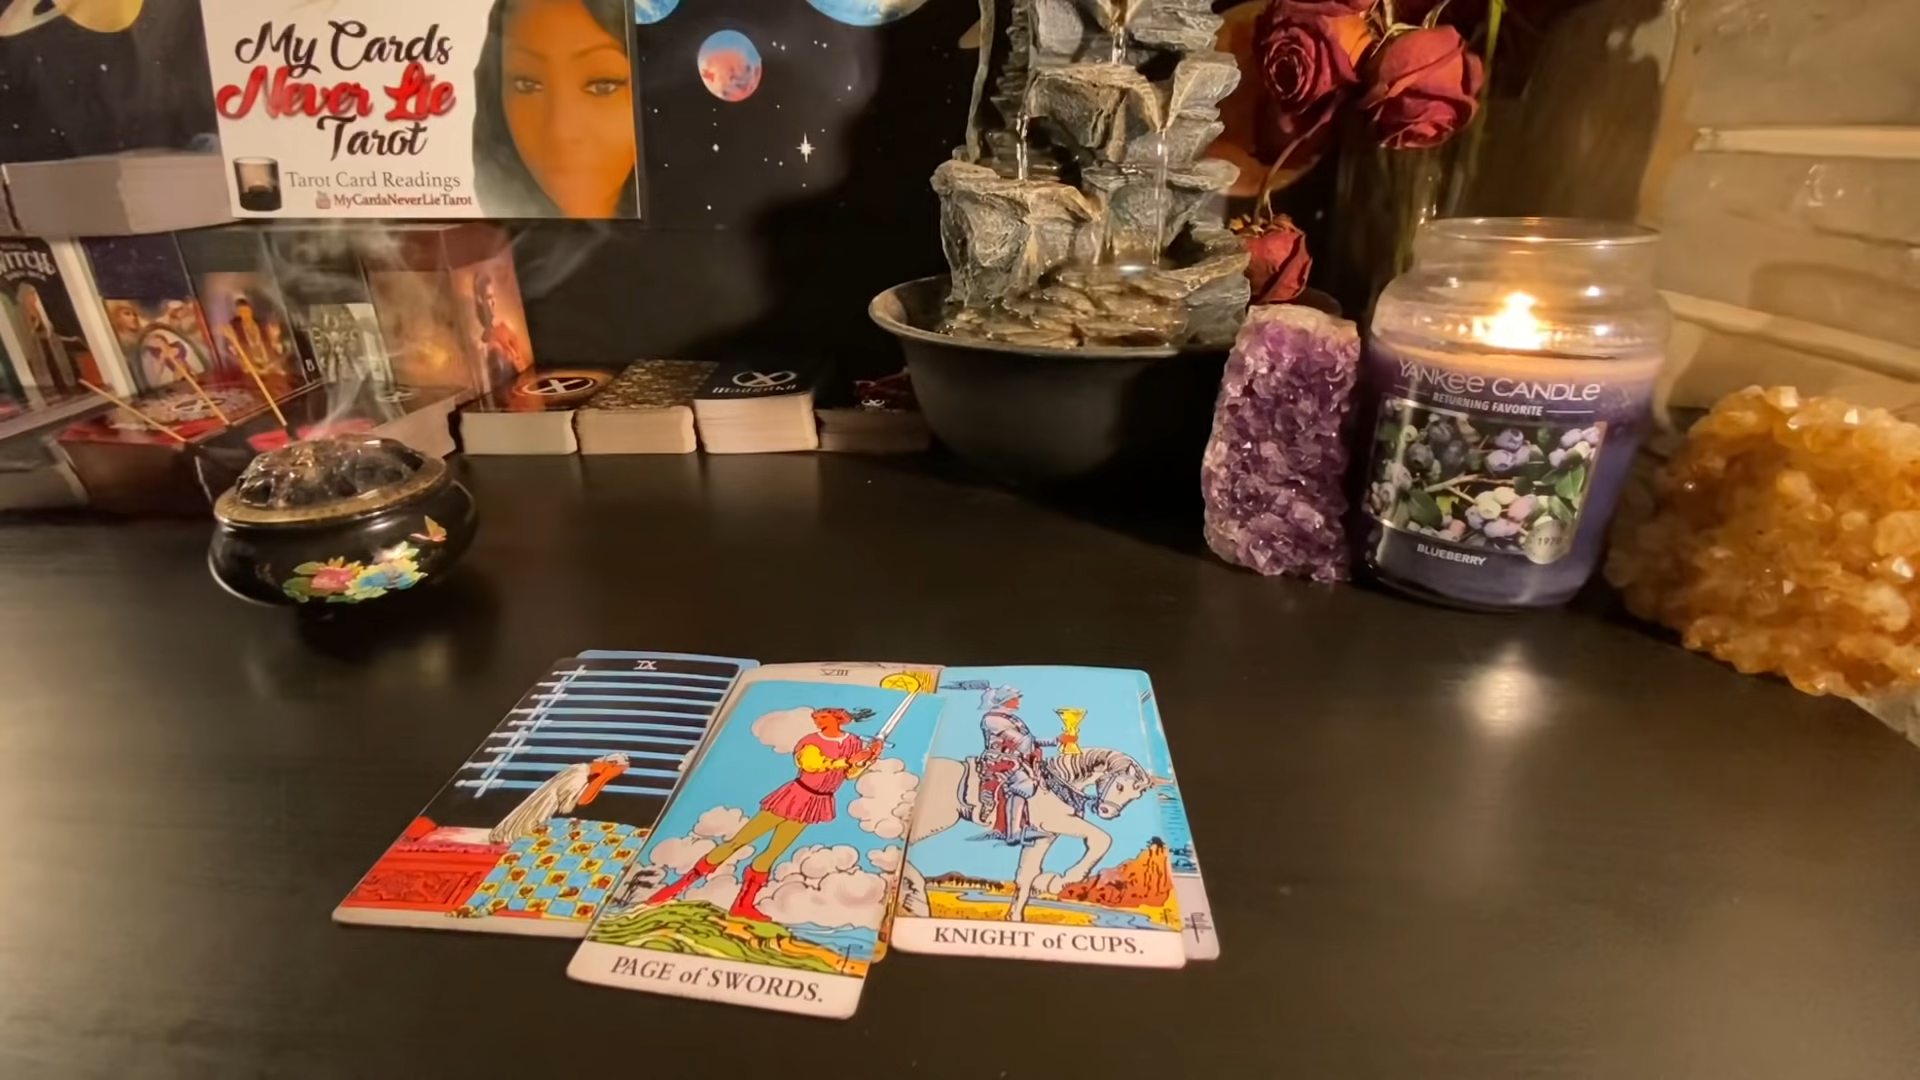 My Cards
Never Lie
Tarot
Tarot Card Readings
MyCardsNeverLieTarot
WITCH
YANKEE CANDLE
RETURNING FAVORITE
BLUEBERRY
IX
VIII
PAGE of SWORDS.
KNIGHT of CUPS.